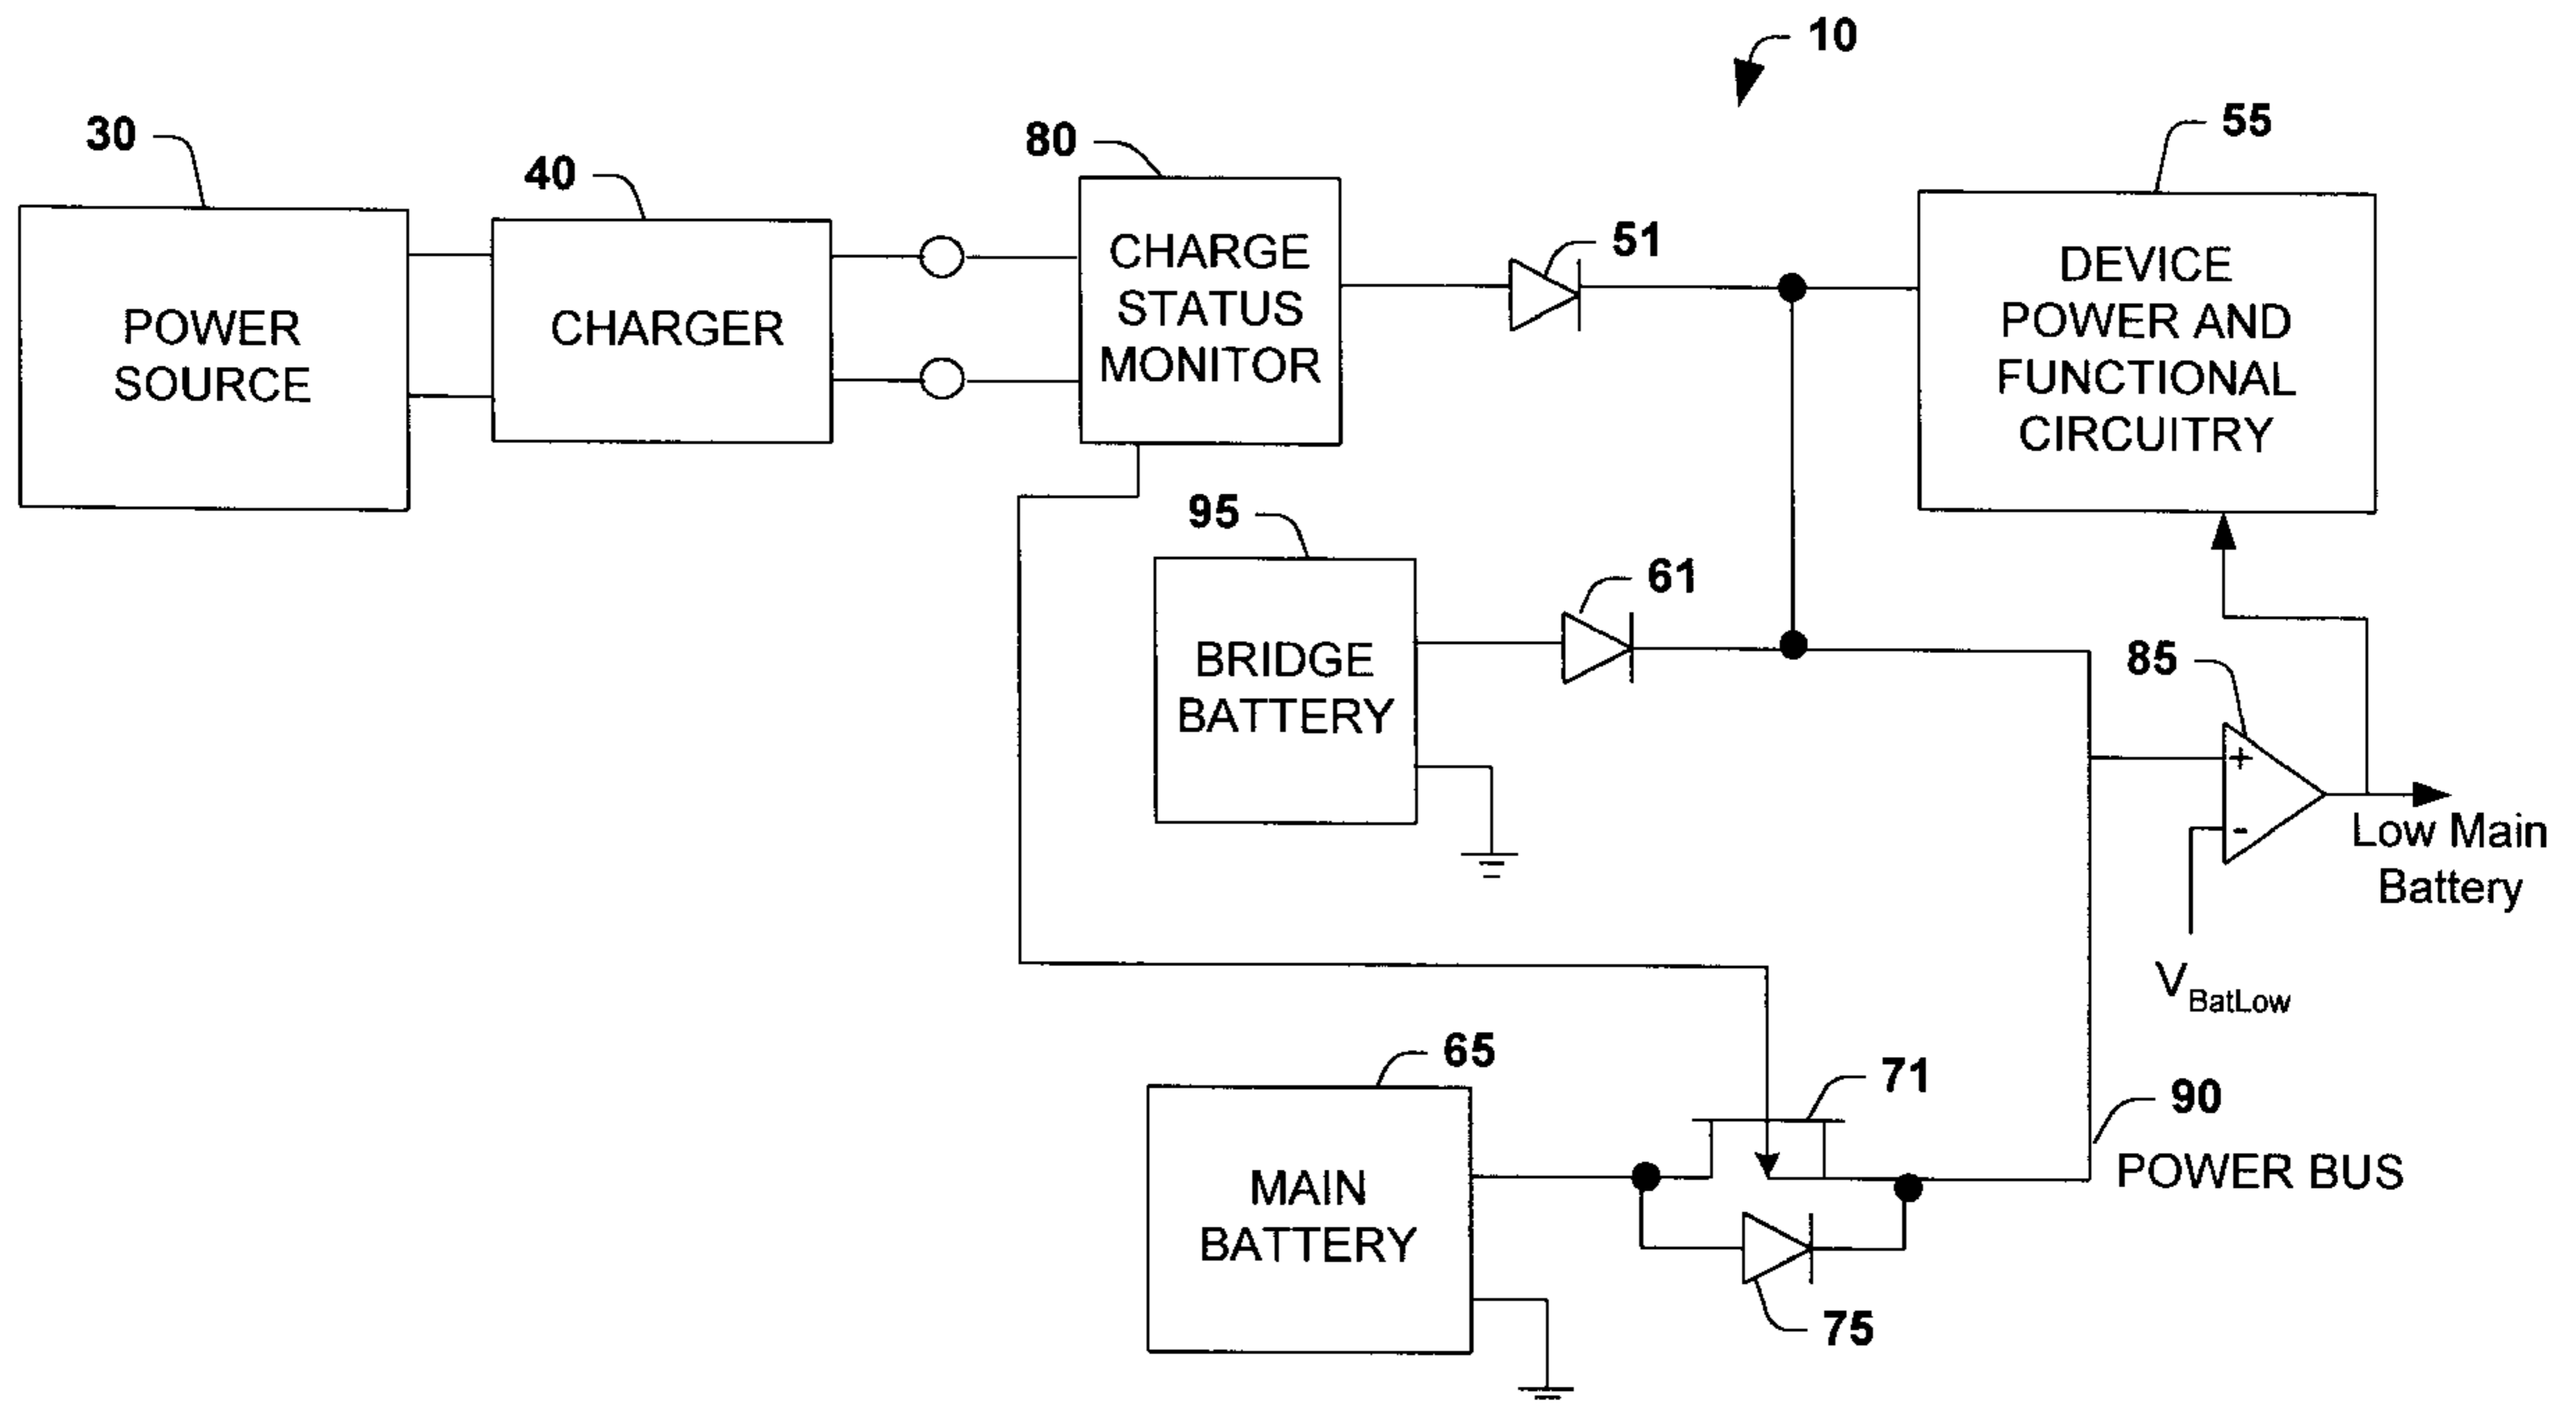 10
30
40
80
55
51
POWER
SOURCE
CHARGER
CHARGE
STATUS
MONITOR
DEVICE
POWER AND
FUNCTIONAL
CIRCUITRY
95
61
BRIDGE
BATTERY
85
+
-
Low Main
Battery
VBatLow
65
71
90
POWER BUS
MAIN
BATTERY
75